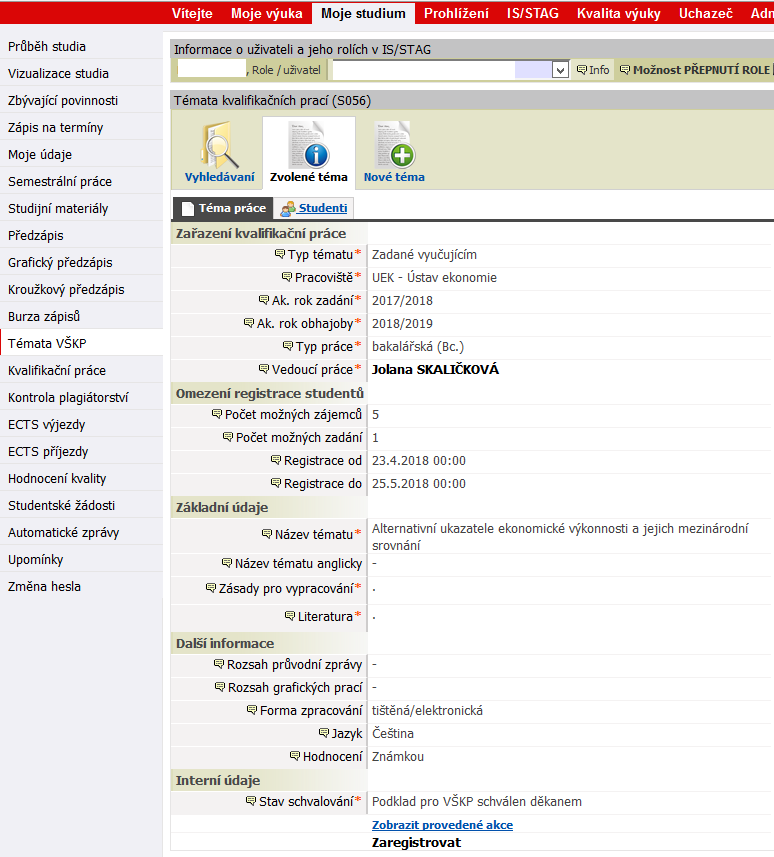 Vítejte Moje výuka Moje studium Prohlížení IS/STAG Kvalita výuky Uchazeč
Průběh studia
Vizualizace studia
Zbývající povinnosti
Zápis na termíny
Moje údaje
Semestrální práce
Studijní materiály
Předzápis
Grafický předzápis
Kroužkový předzápis
Burza zápisů
Témata VŠKP
Kvalifikační práce
Kontrola plagiátorství
ECTS výjezdy
ECTS příjezdy
Hodnocení kvality
Studentské žádosti
Automatické zprávy
Upomínky
Změna hesla
Informace o uživateli a jeho rolích v IS/STAG
, Role / uživatel Info Možnost PŘEPNUTÍ ROLE
Témata kvalifikačních prací (S056)
Vyhledávaní Zvolené téma Nové téma
Téma práce Studenti
Zařazení kvalifikační práce
Typ tématu* Zadané vyučujícím
Pracoviště* UEK - Ústav ekonomie
Ak. rok zadání* 2017/2018
Ak. rok obhajoby* 2018/2019
Typ práce* bakalářská (Bc.)
Vedoucí práce* Jolana SKALIČKOVÁ
Omezení registrace studentů
Počet možných zájemců 5
Počet možných zadání 1
Registrace od 23.4.2018 00:00
Registrace do 25.5.2018 00:00
Základní údaje
Název tématu* Alternativní ukazatele ekonomické výkonnosti a jejich mezinárodní
srovnání
Název tématu anglicky -
Zásady pro vypracování* .
Literatura* .
Další informace
Rozsah průvodní zprávy -
Rozsah grafických prací -
Forma zpracování tištěná/elektronická
Jazyk Čeština
Hodnocení Známkou
Interní údaje
Stav schvalování* Podklad pro VŠKP schválen děkanem
Zobrazit provedené akce
Zaregistrovat